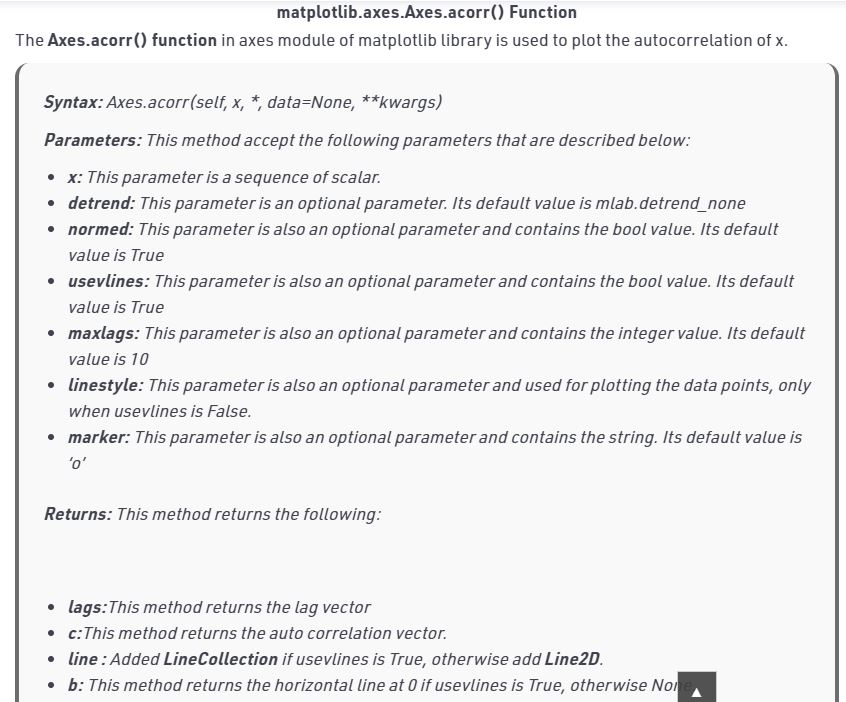 matplotlib.axes.Axes.acorr() Function
The Axes.acorr() function in axes module of matplotlib library is used to plot the autocorrelation of x.
Syntax: Axes.acorr(self, x, *, data=None, **kwargs)
Parameters: This method accept the following parameters that are described below:
• x: This parameter is a sequence of scalar.
• detrend: This parameter is an optional parameter. Its default value is mlab.detrend_none
• normed: This parameter is also an optional parameter and contains the bool value. Its default
value is True
• usevlines: This parameter is also an optional parameter and contains the bool value. Its default
value is True
• maxlags: This parameter is also an optional parameter and contains the integer value. Its default
value is 10
• linestyle: This parameter is also an optional parameter and used for plotting the data points, only
when usevlines is False.
• marker: This parameter is also an optional parameter and contains the string. Its default value is
‘o’
Returns: This method returns the following:
• lags:This method returns the lag vector
• c:This method returns the auto correlation vector.
• line : Added LineCollection if usevlines is True, otherwise add Line2D.
• b: This method returns the horizontal line at 0 if usevlines is True, otherwise None